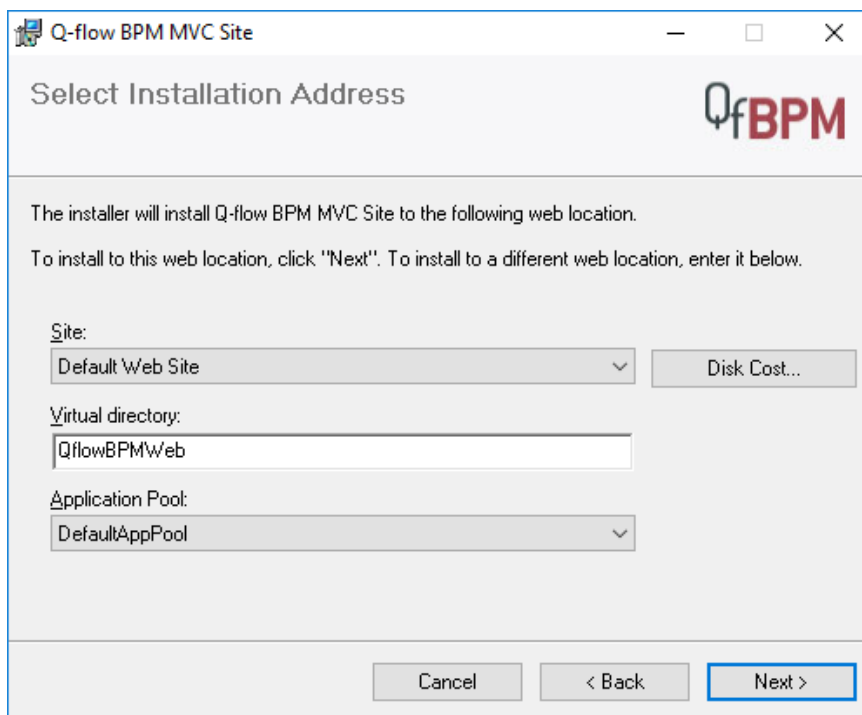 Q-flow BPM MVC Site
Select Installation Address
QfBPM
The installer will install Q-flow BPM MVC Site to the following web location.
To install to this web location, click "Next". To install to a different web location, enter it below.
Site:
Default Web Site
Disk Cost...
Virtual directory:
QflowBPMWeb
Application Pool:
DefaultAppPool
Cancel
< Back
Next >